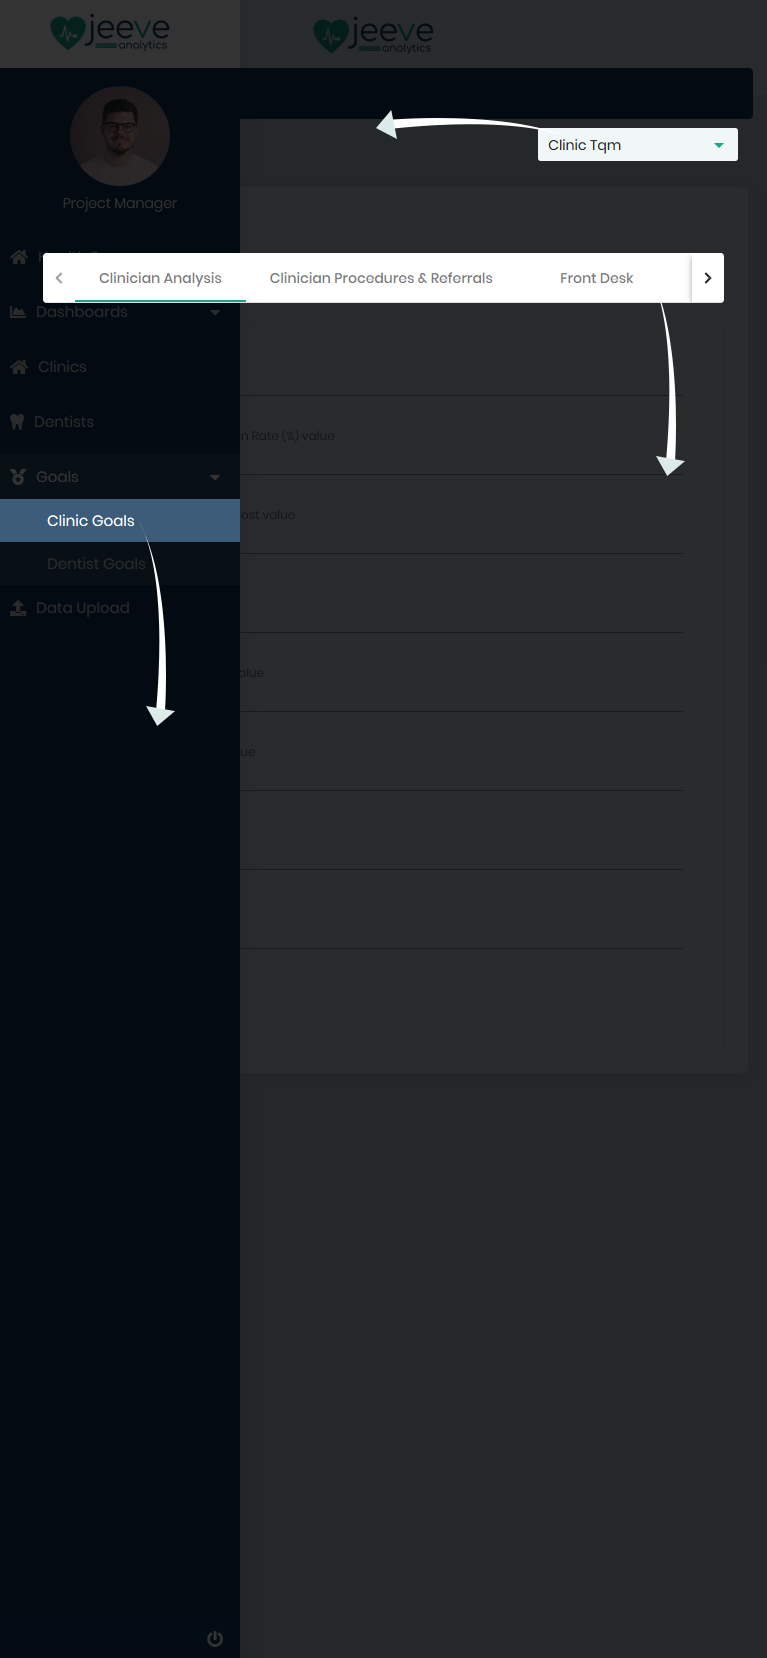 jeeve
analytics
jeeve
analytics
Clinic Tqm
Project Manager
Clinician Analysis
Clinician Procedures & Referrals
Front Desk
Dashboards
Clinics
Dentists
n Rate (%) value
Goals
ost value
Clinic Goals
Dentist Goals
Data Upload
alue
ue